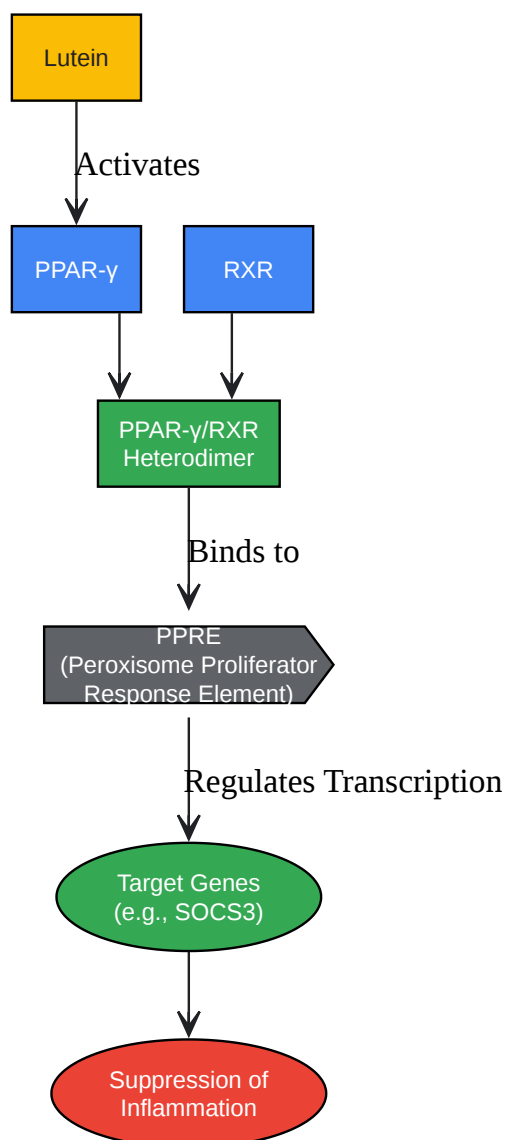 Lutein
Activates
PPAR-γ
RXR
PPAR-γ/RXR
Heterodimer
Binds to
PPRE
(Peroxisome Proliferator
Response Element)
Regulates Transcription
Target Genes
(e.g., SOCS3)
Suppression of
Inflammation